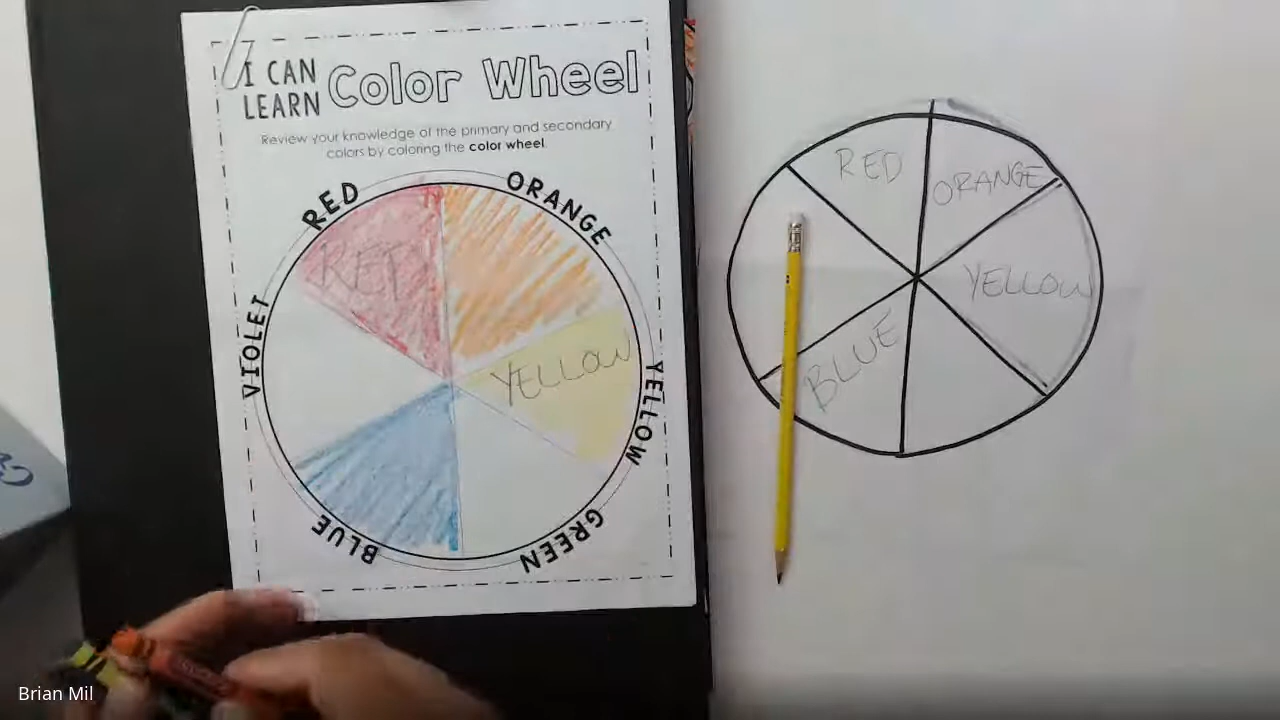 I CAN
LEARN
Color Wheel
Review your knowledge of the primary and secondary
colors by coloring the color wheel.
RED
ORANGE
YELLOW
GREEN
BLUE
VIOLET
RED
YELLOW
RED
ORANGE
YELLOW
BLUE
Brian Mil